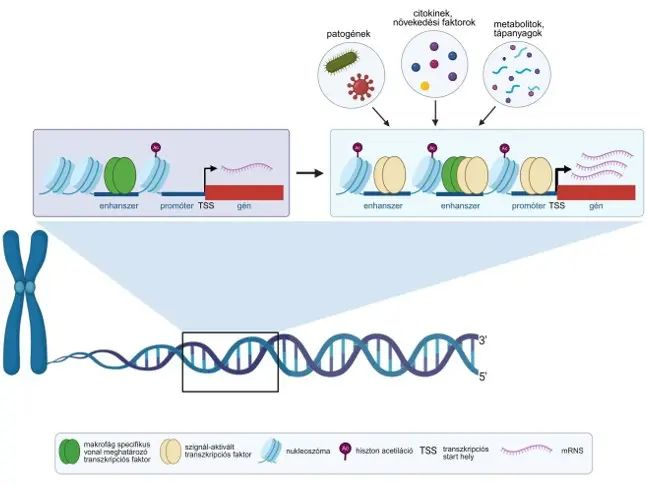 patogének
citokinek,
növekedési faktorok
metabolitok,
tápanyagok
Ac
enhanszer
promóter
TSS
gén
Ac
Ac
Ac
enhanszer
enhanszer
promóter
TSS
gén
3'
5'
makrofág specifikus
vonal meghatározó
transzkripciós faktor
szignál-aktivált
transzkripciós faktor
nukleoszóma
Ac
hiszton acetiláció
TSS
transzkripciós
start hely
mRNS